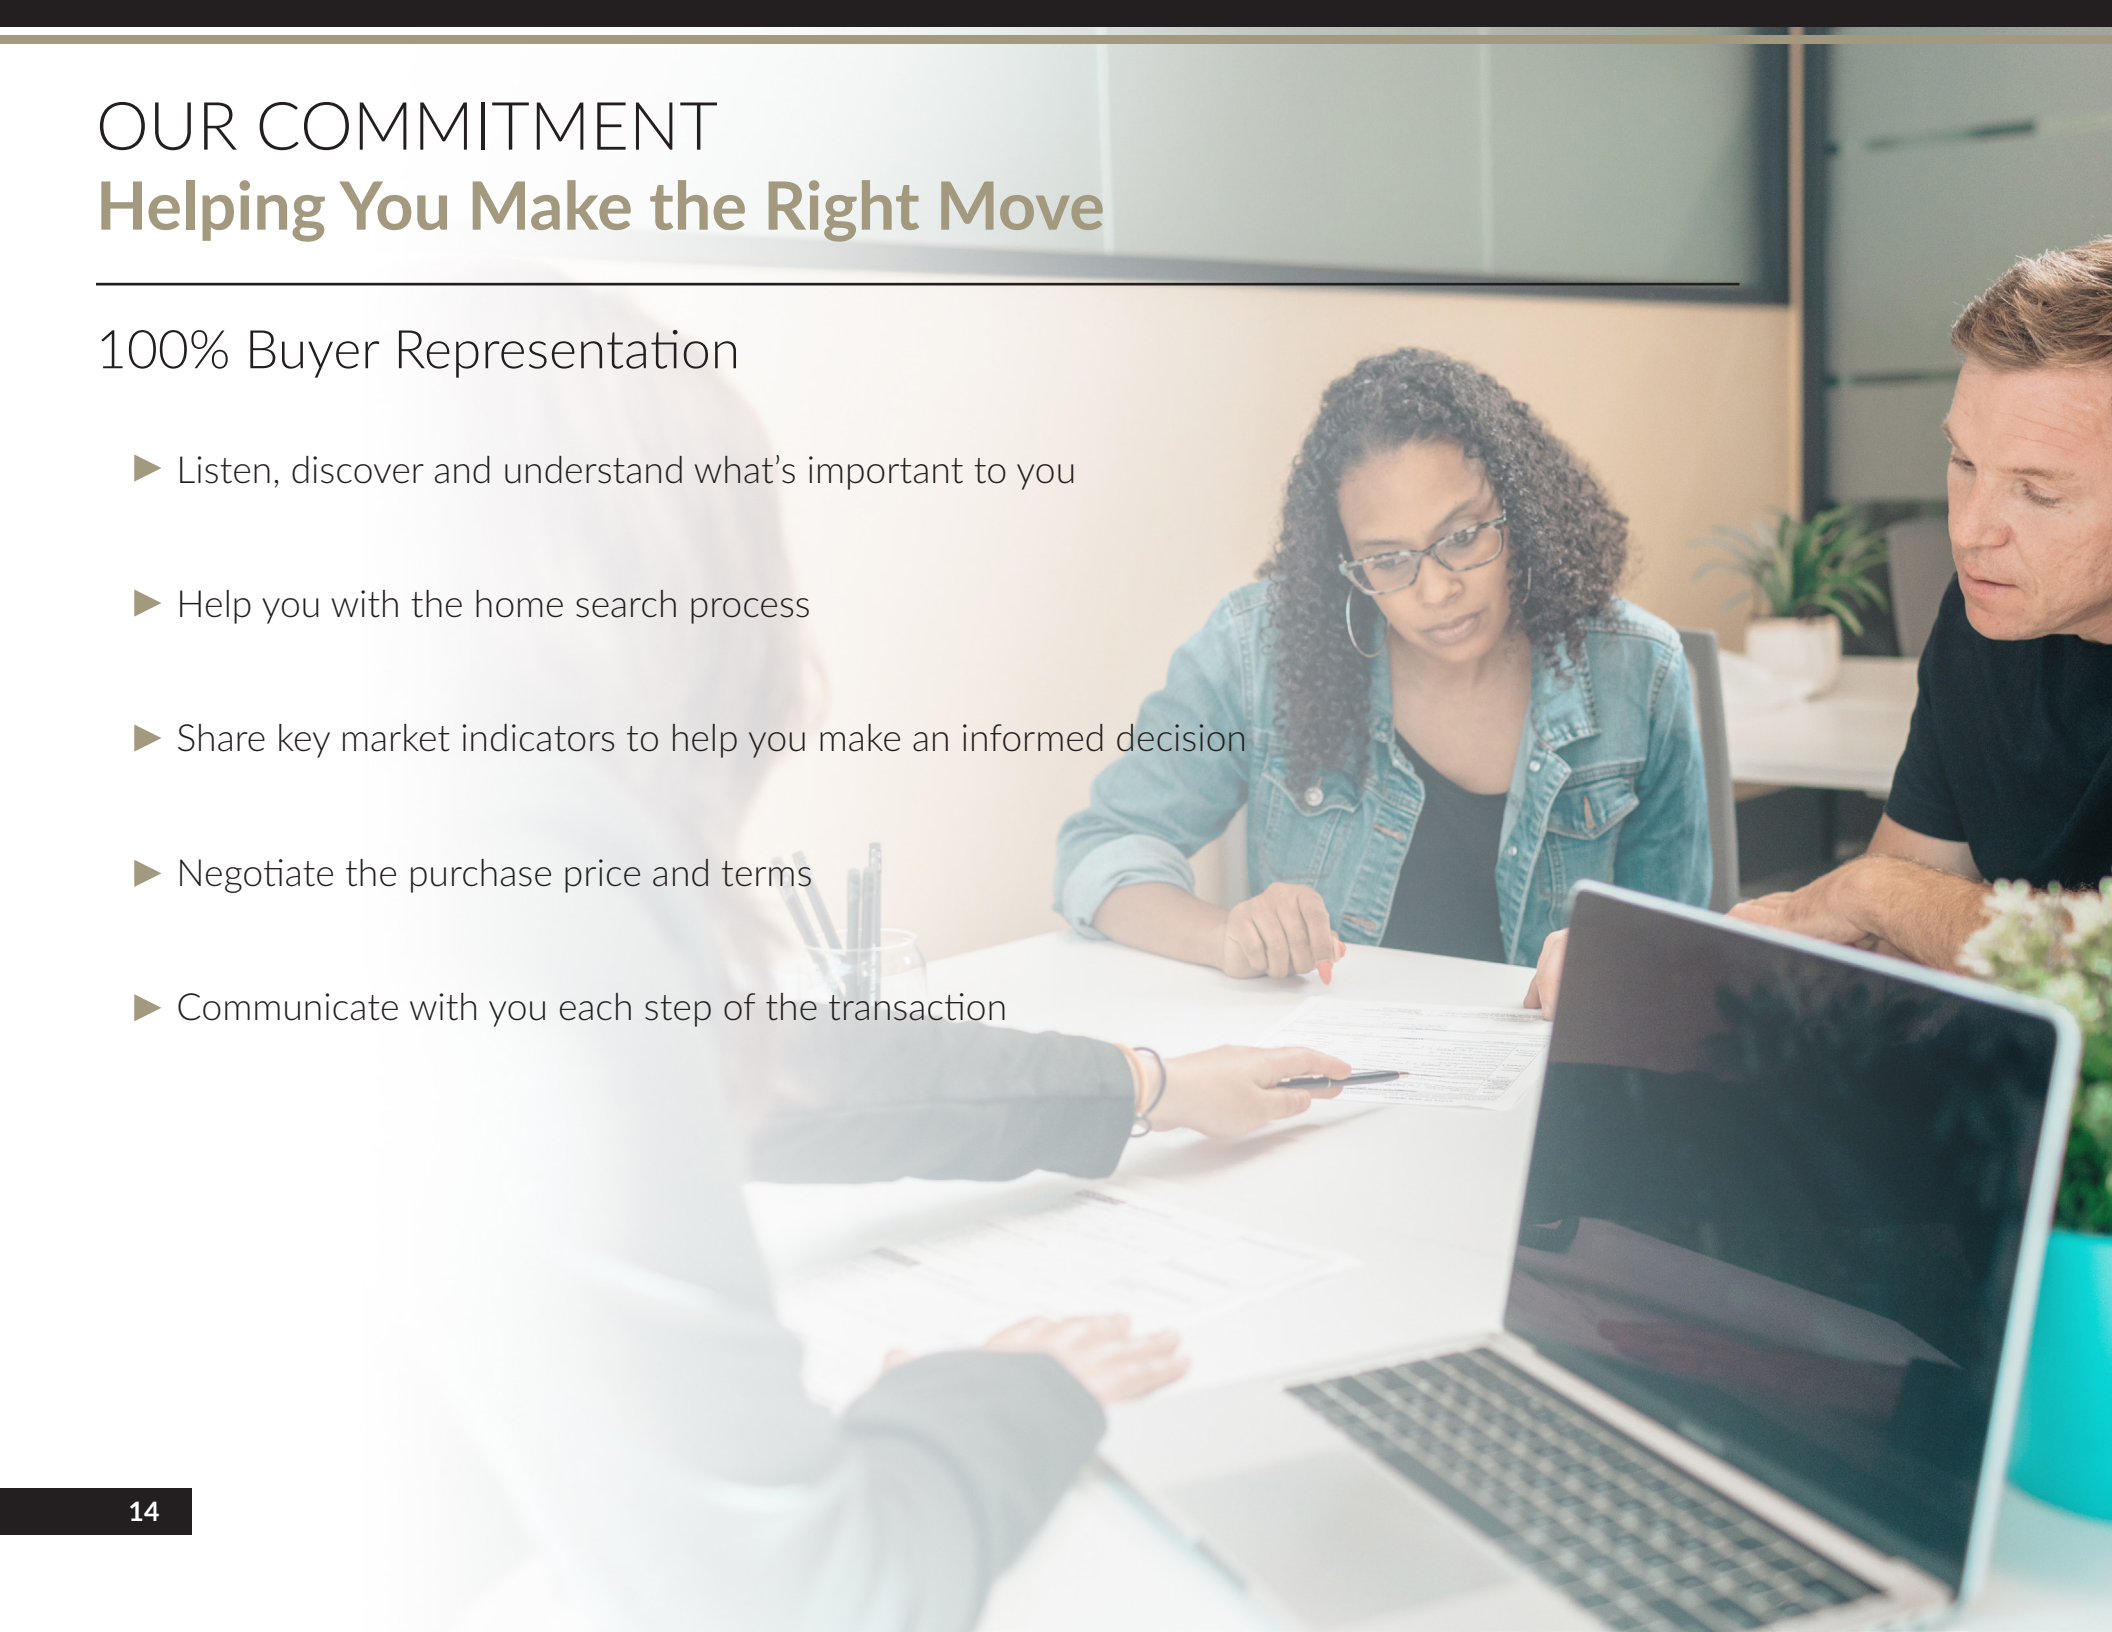 OUR COMMITMENT
Helping You Make the Right Move
100% Buyer Representation
▶ Listen, discover and understand what's important to you
▶ Help you with the home search process
▶ Share key market indicators to help you make an informed decision
▶ Negotiate the purchase price and terms
▶ Communicate with you each step of the transaction
14